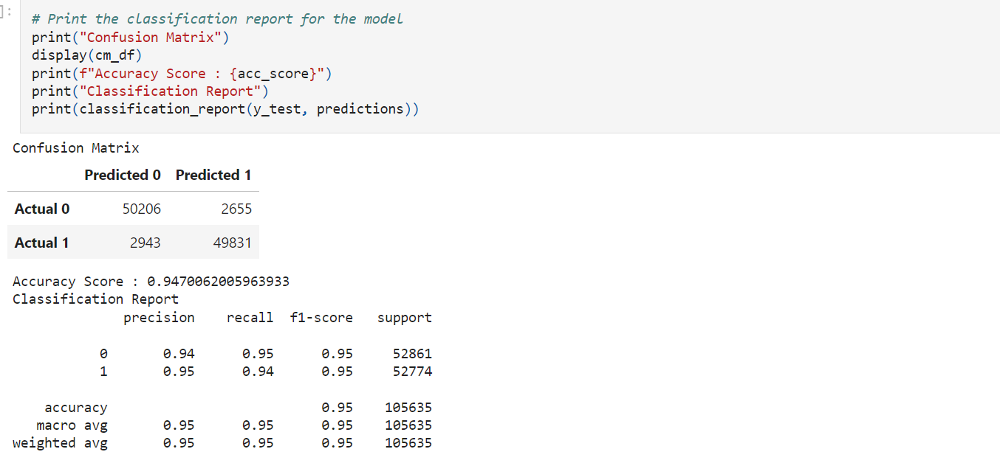 ]:
# Print the classification report for the model
print("Confusion Matrix")
display(cm_df)
print(f"Accuracy Score : {acc_score}")
print("Classification Report")
print(classification_report(y_test, predictions))
Confusion Matrix
Predicted 0 Predicted 1
Actual 0 50206 2655
Actual 1 2943 49831
Accuracy Score : 0.9470062005963933
Classification Report
precision recall f1-score support
0 0.94 0.95 0.95 52861
1 0.95 0.94 0.95 52774
accuracy 0.95 105635
macro avg 0.95 0.95 0.95 105635
weighted avg 0.95 0.95 0.95 105635